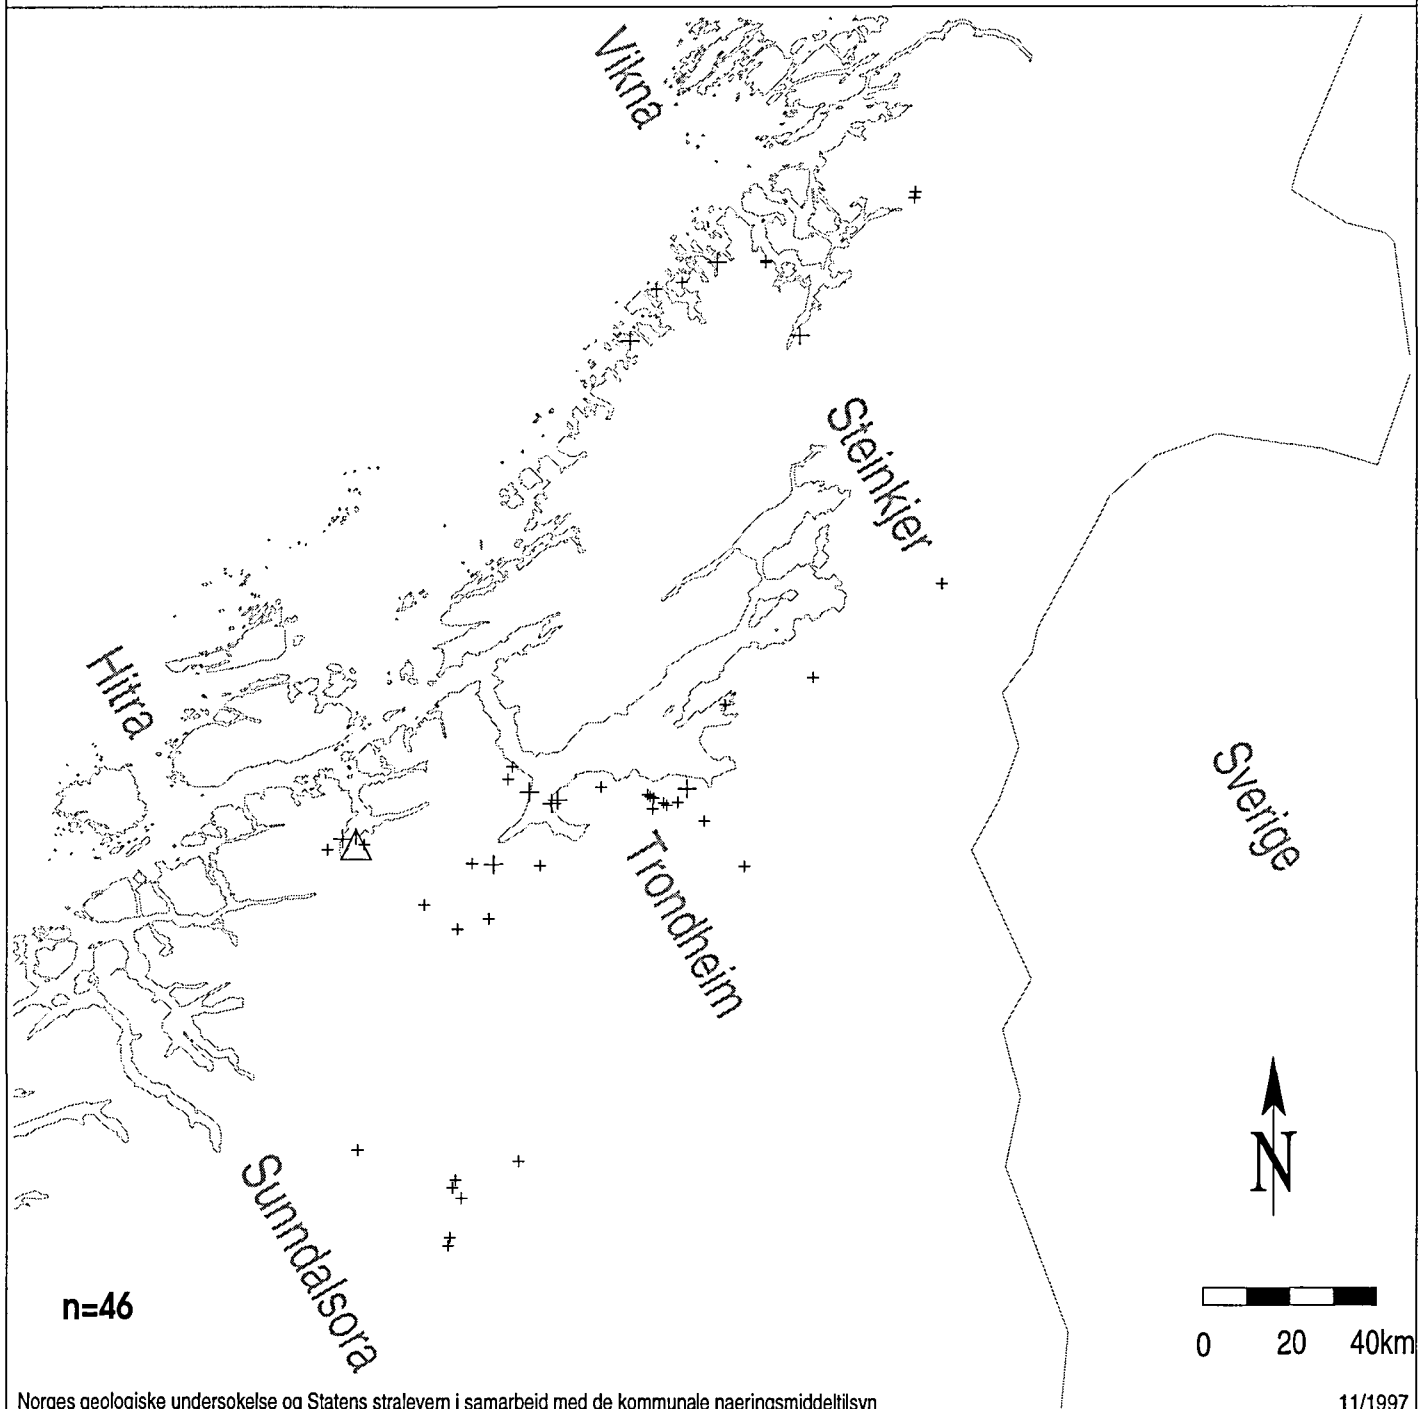 Vikna
Steinkjer
Hitra
Sverige
Trondheim
N
Sunndalsora
n=46
0 20 40km
Norges geologiske undersokelse og Statens stralevern i samarbeid med de kommunale naeringsmiddeltilsyn
11/1997